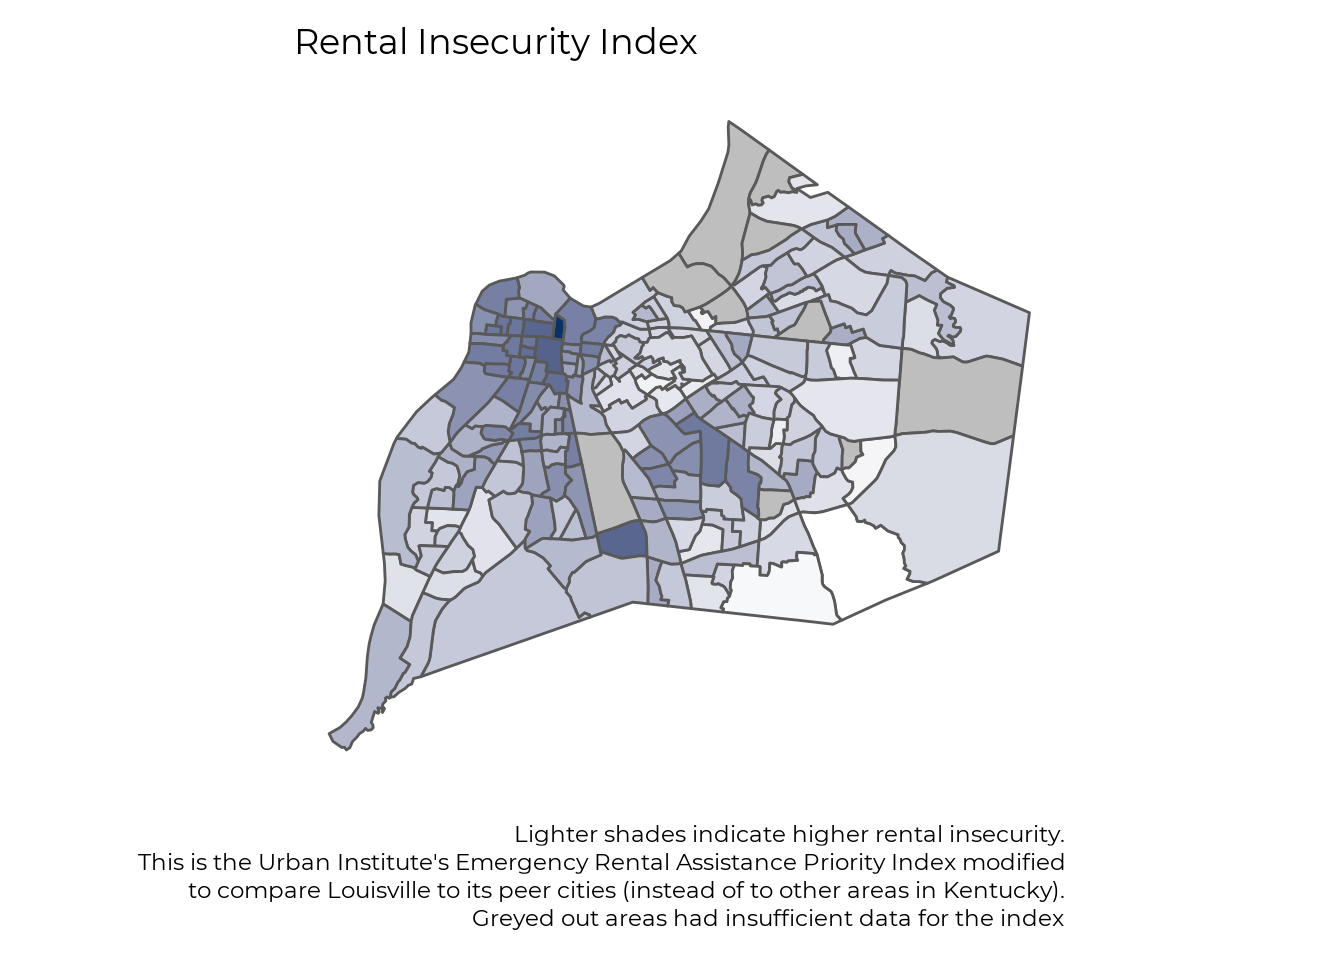 Rental Insecurity Index
Lighter shades indicate higher rental insecurity.
This is the Urban Institute's Emergency Rental Assistance Priority Index modified
to compare Louisville to its peer cities (instead of to other areas in Kentucky).
Greyed out areas had insufficient data for the index